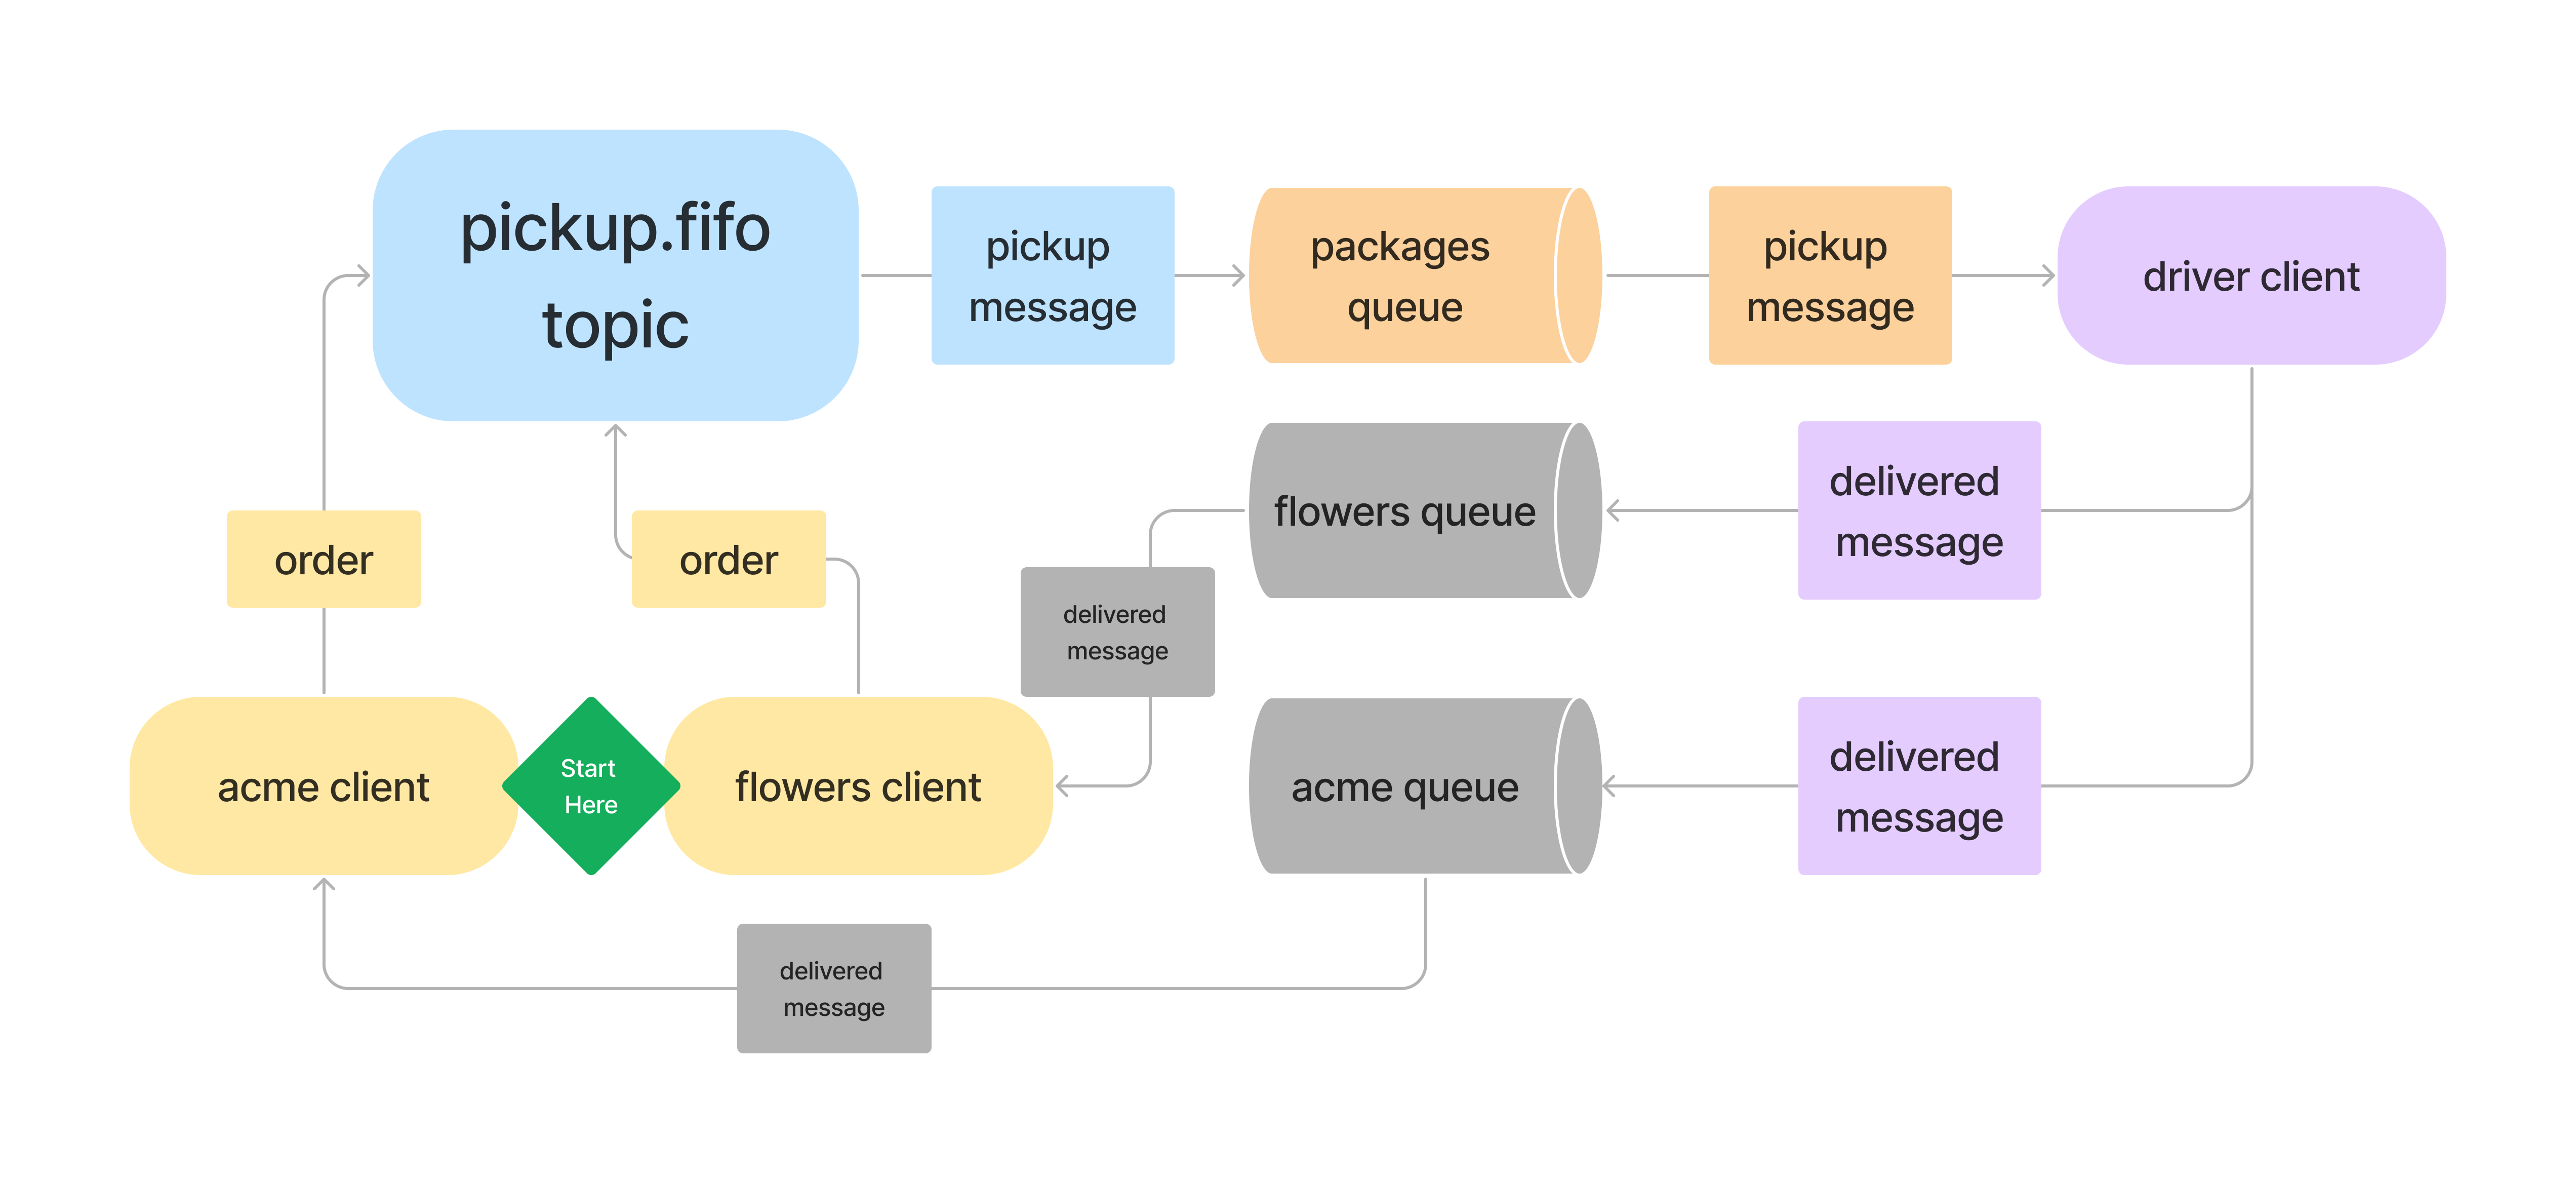 pickup.fifo
topic
pickup
message
packages
queue
pickup
message
driver client
order
order
delivered
message
flowers queue
delivered
message
acme client
Start
Here
flowers client
acme queue
delivered
message
delivered
message